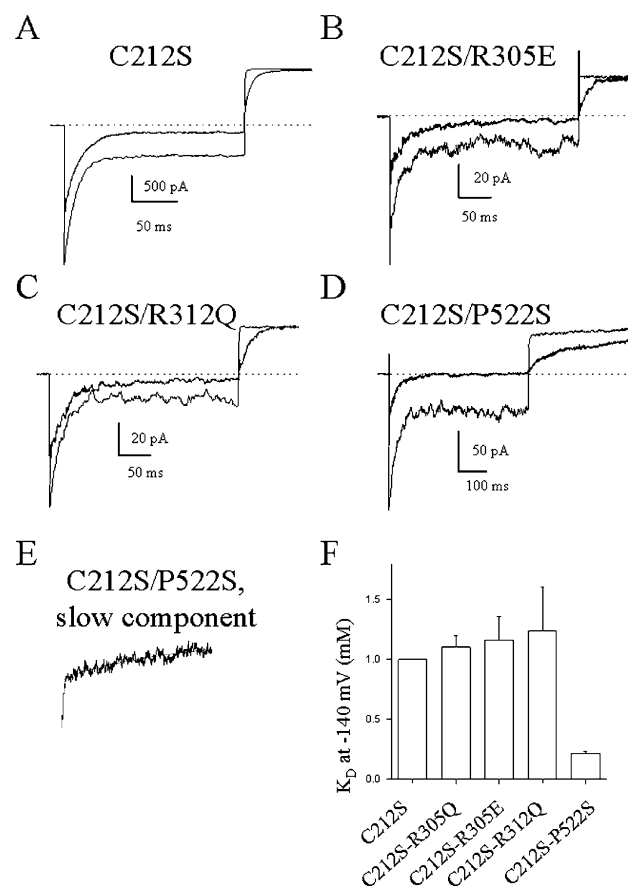 A
C212S
500 pA
50 ms
B
C212S/R305E
20 pA
50 ms
C
C212S/R312Q
20 pA
50 ms
D
C212S/P522S
50 pA
100 ms
E
C212S/P522S,
slow component
F
K_D at -140 mV (mM)
1.5
1.0
0.5
0.0
C212S
C212S-R305Q
C212S-R305E
C212S-R312Q
C212S-P522S